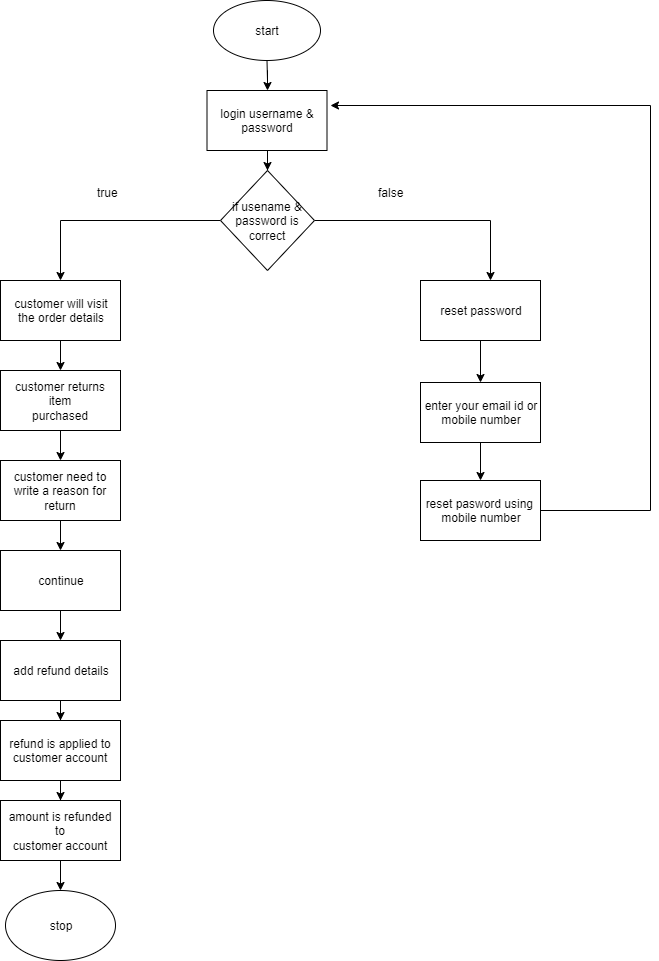 start
login username &
password
true
false
if usename &
password is
correct
customer will visit
the order details
reset password
customer returns
item
purchased
enter your email id or
mobile number
customer need to
write a reason for
return
reset pasword using
mobile number
continue
add refund details
refund is applied to
customer account
amount is refunded
to
customer account
stop